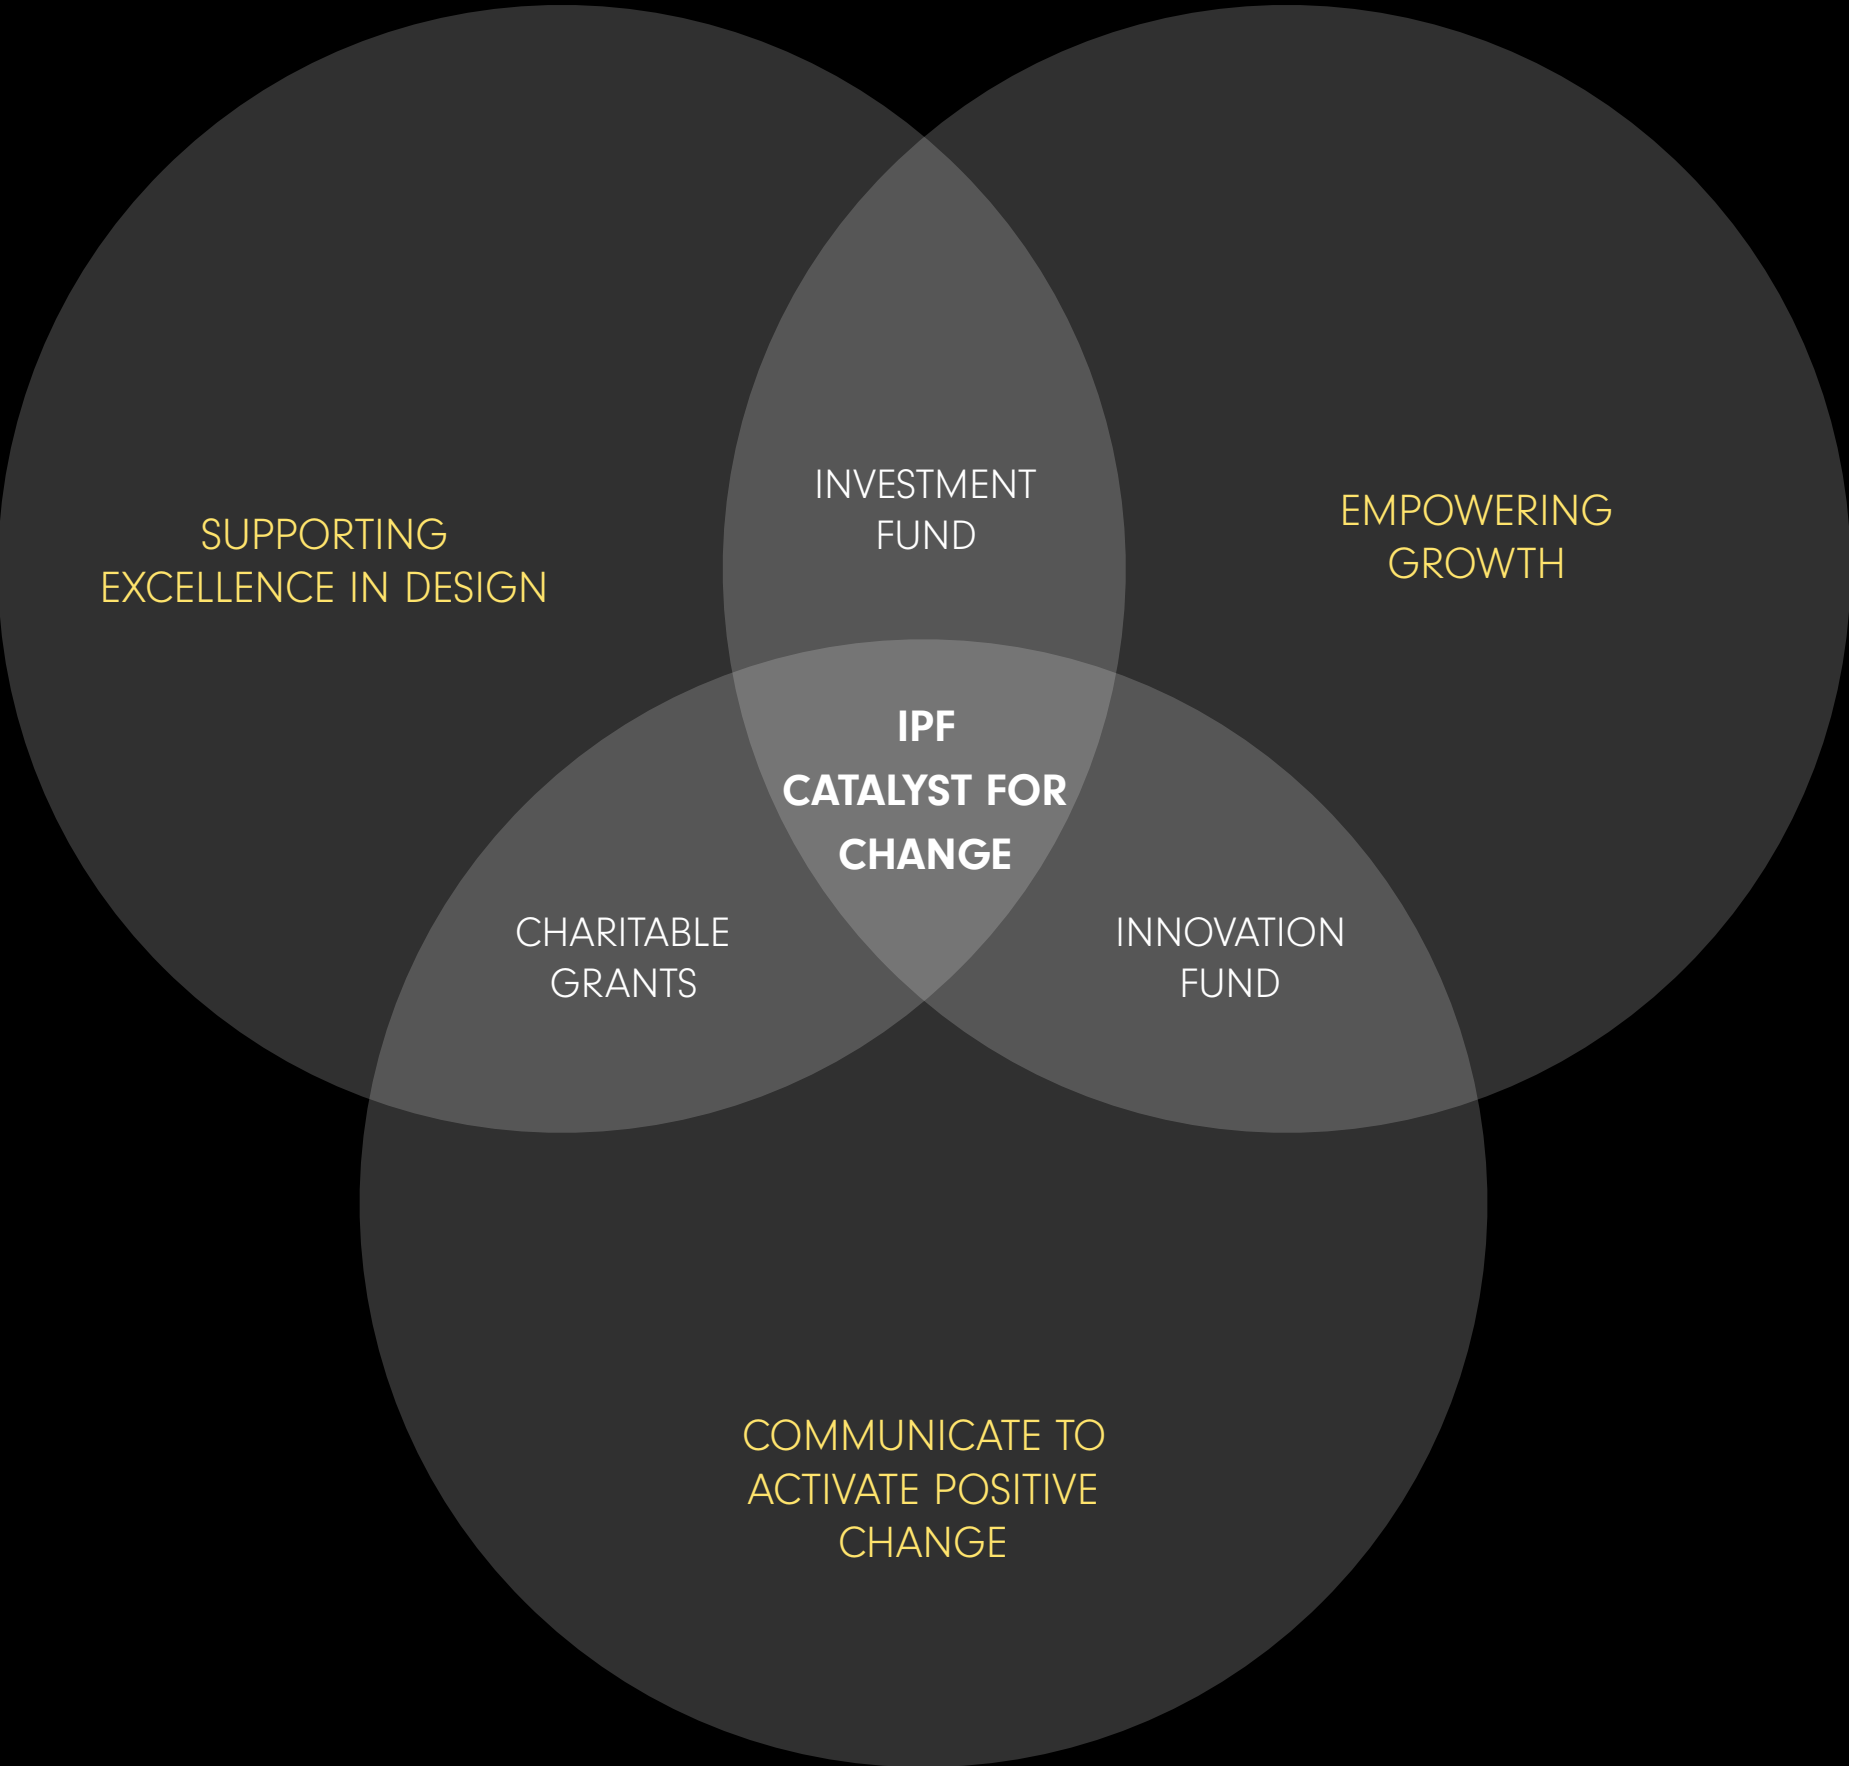 INVESTMENT
FUND
SUPPORTING
EXCELLENCE IN DESIGN
EMPOWERING
GROWTH
IPF
CATALYST FOR
CHANGE
CHARITABLE
GRANTS
INNOVATION
FUND
COMMUNICATE TO
ACTIVATE POSITIVE
CHANGE